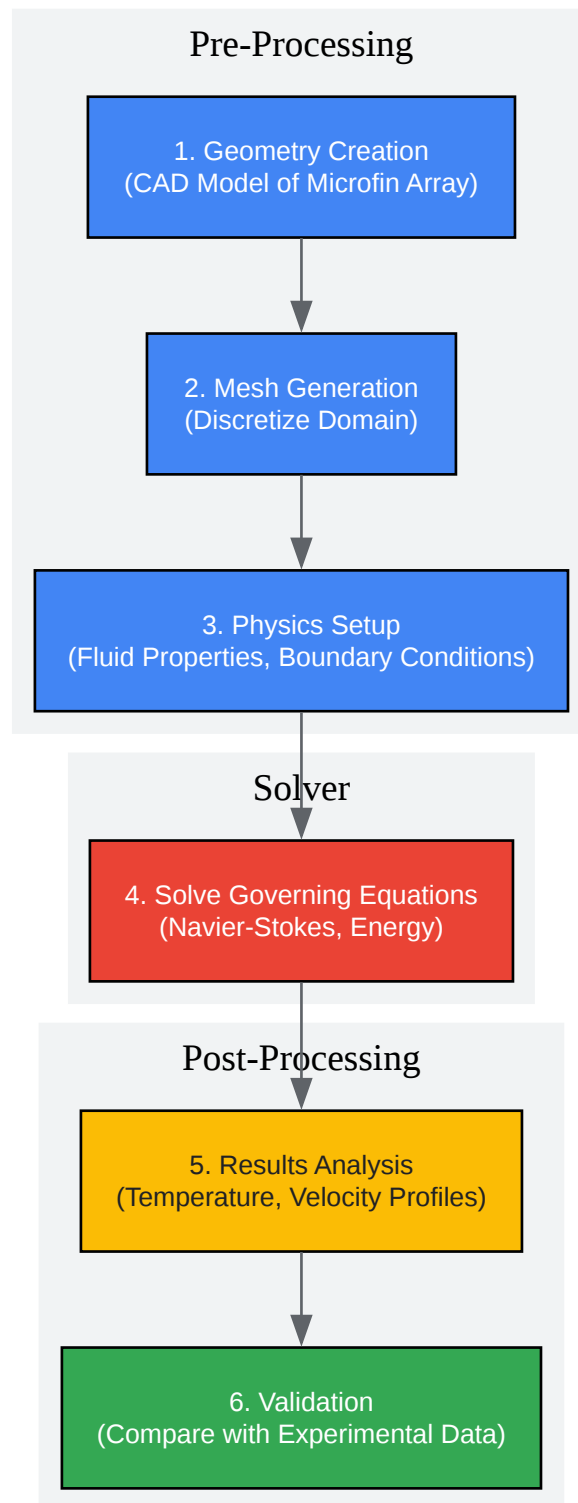 Pre-Processing
1. Geometry Creation
(CAD Model of Microfin Array)
2. Mesh Generation
(Discretize Domain)
3. Physics Setup
(Fluid Properties, Boundary Conditions)
Solver
4. Solve Governing Equations
(Navier-Stokes, Energy)
Post-Processing
5. Results Analysis
(Temperature, Velocity Profiles)
6. Validation
(Compare with Experimental Data)